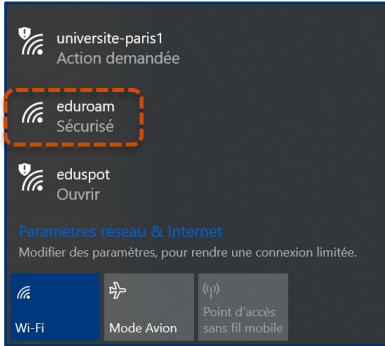 universite-paris1
Action demandée
eduroam
Sécurisé
eduspot
Ouvrir
Paramètres réseau & Internet
Modifier des paramètres, pour rendre une connexion limitée.
Wi-Fi
Mode Avion
Point d'accès
sans fil mobile